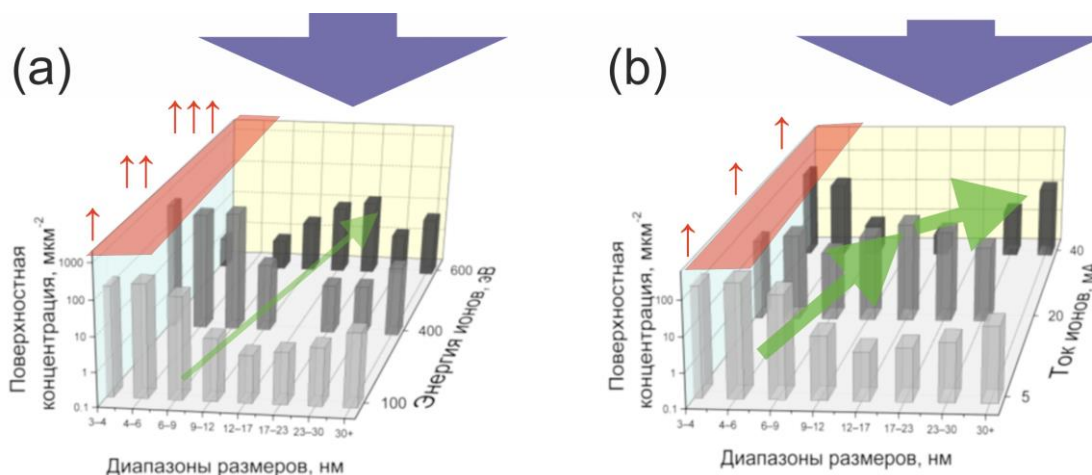 (a)
↑ ↑↑ ↑↑↑
Поверхностная
концентрация, мкм-2
1000
100
10
1
0.1
3–4
4–6
6–9
9–12
12–17
17–23
23–30
30+
Диапазоны размеров, нм
100
400
600
Энергия ионов, эВ
(b)
↑ ↑ ↑
Поверхностная
концентрация, мкм-2
100
10
1
0.1
3–4
4–6
6–9
9–12
12–17
17–23
23–30
30+
Диапазоны размеров, нм
5
20
40
Ток ионов, мА